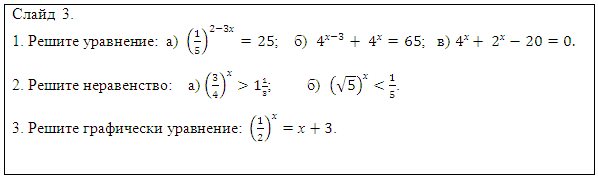 Слайд 3.
1. Решите уравнение: а) (1/5)^(2−3x) = 25; б) 4^(x−3) + 4^x = 65; в) 4^x + 2^x − 20 = 0.
2. Решите неравенство: а) (3/4)^x > 1 1/3; б) (√5)^x < 1/5.
3. Решите графически уравнение: (1/2)^x = x + 3.